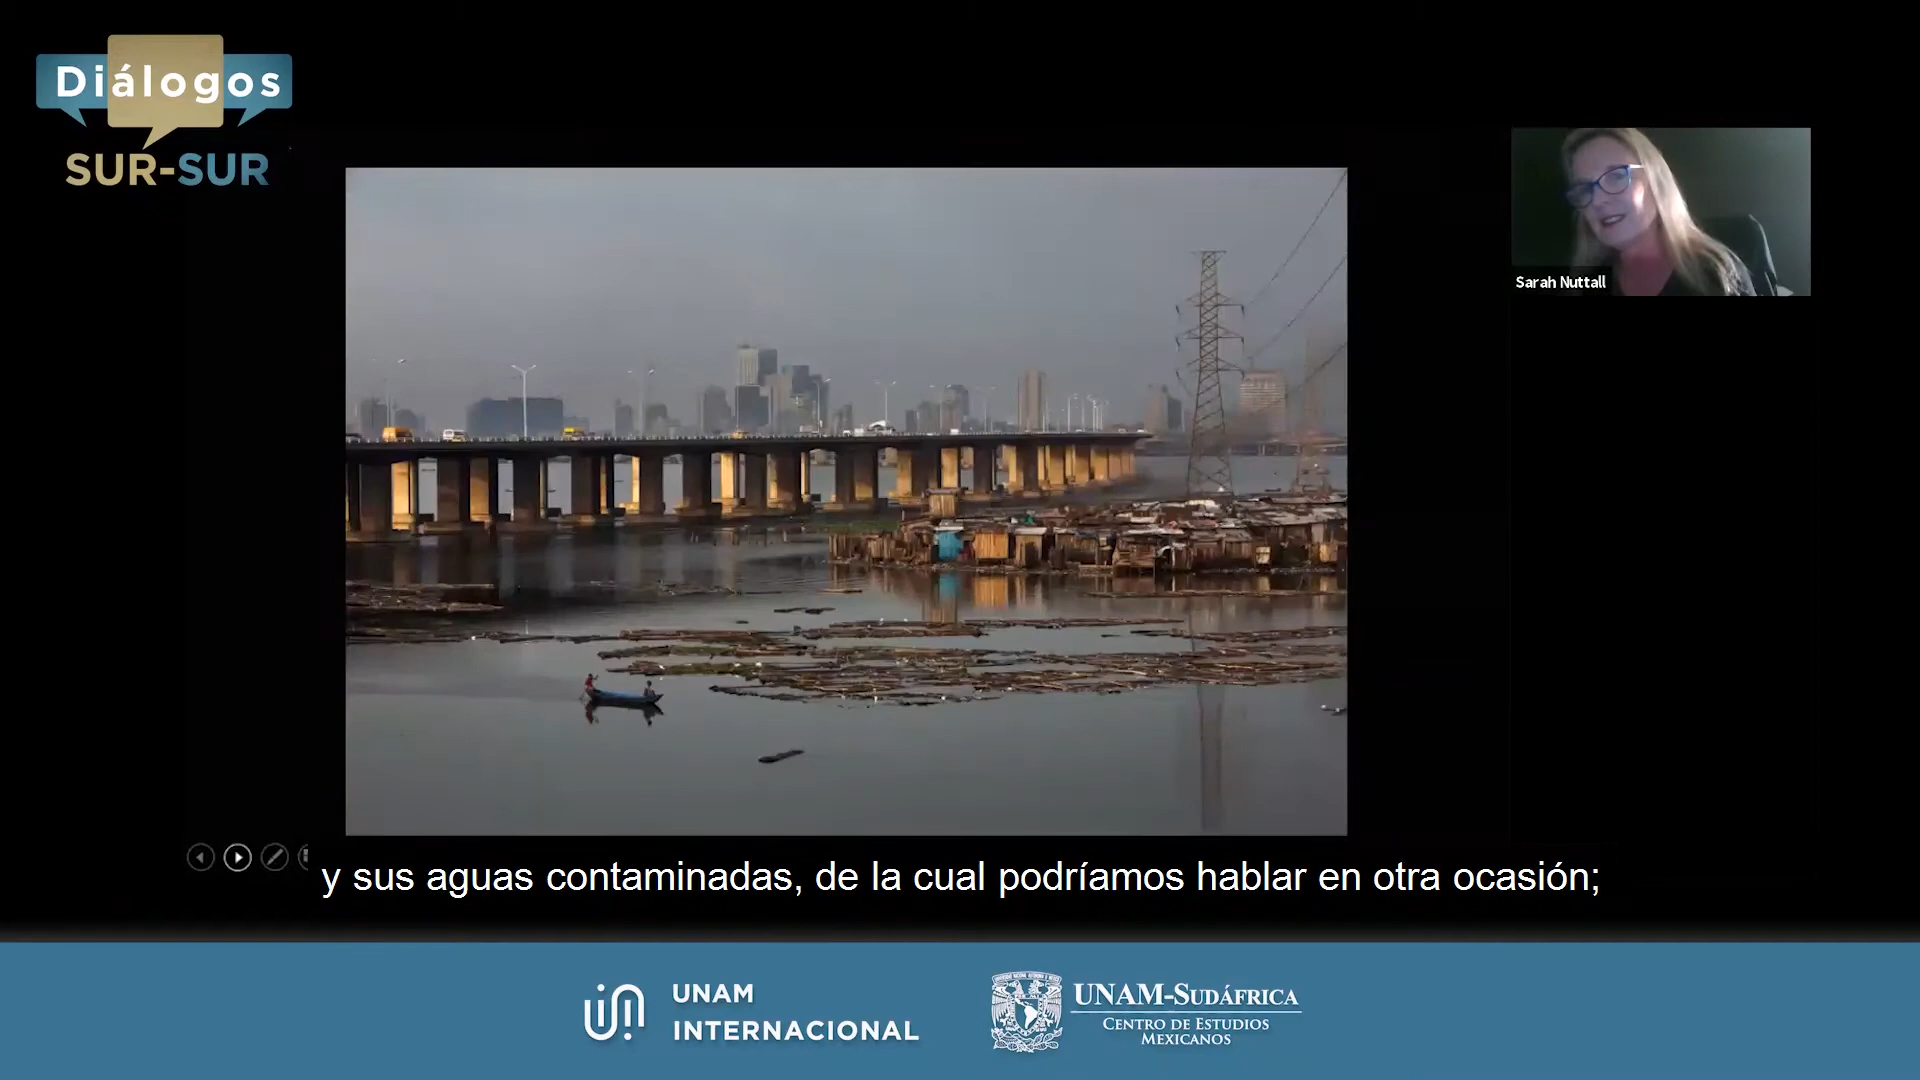 Diálogos
SUR-SUR
Sarah Nuttall
y sus aguas contaminadas, de la cual podríamos hablar en otra ocasión;
UNAM
INTERNACIONAL
UNAM-SUDÁFRICA
CENTRO DE ESTUDIOS
MEXICANOS